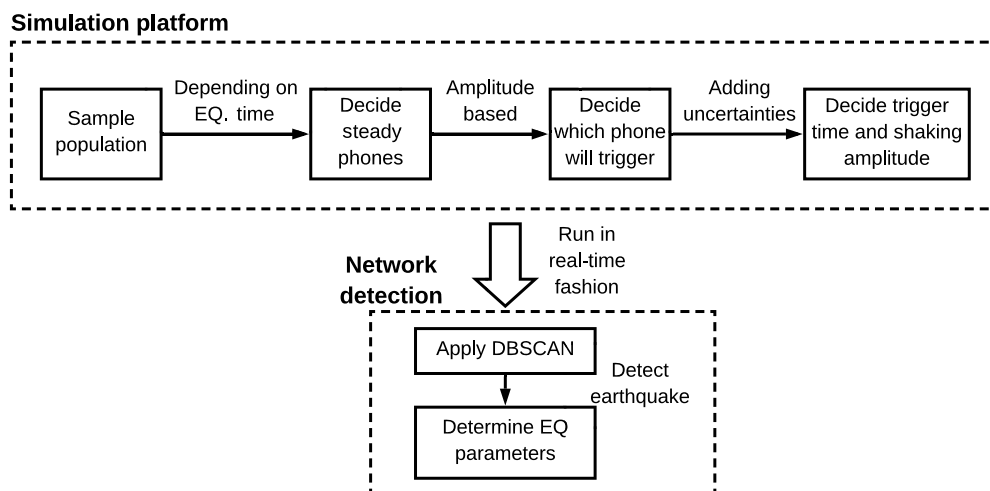 Simulation platform
Sample
population
Depending on
EQ. time
Decide
steady
phones
Amplitude
based
Decide
which phone
will trigger
Adding
uncertainties
Decide trigger
time and shaking
amplitude
Run in
real-time
fashion
Network
detection
Apply DBSCAN
Detect
earthquake
Determine EQ
parameters